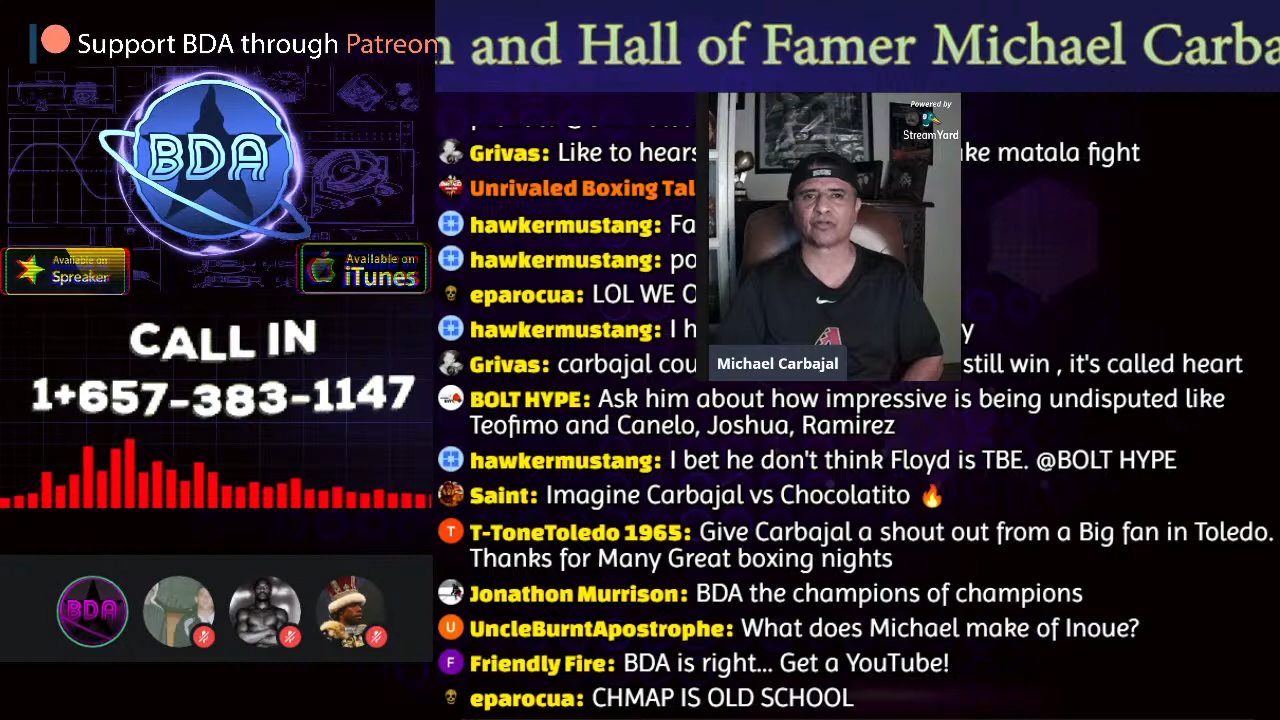 Support BDA through Patreom
n and Hall of Famer Michael Carba
BDA
Available on
Spreaker
Available on
iTunes
CALL IN
1+657-383-1147
BDA
Powered by
StreamYard
Michael Carbajal
Grivas: Like to hears ke matala fight
Unrivaled Boxing Tal
hawkermustang: Fa
hawkermustang: po
eparocua: LOL WE O
hawkermustang: I h y
Grivas: carbajal cou still win , it's called heart
BOLT HYPE: Ask him about how impressive is being undisputed like
Teofimo and Canelo, Joshua, Ramirez
hawkermustang: I bet he don't think Floyd is TBE. @BOLT HYPE
Saint: Imagine Carbajal vs Chocolatito 🔥
T-ToneToledo 1965: Give Carbajal a shout out from a Big fan in Toledo.
Thanks for Many Great boxing nights
Jonathon Murrison: BDA the champions of champions
UncleBurntApostrophe: What does Michael make of Inoue?
Friendly Fire: BDA is right... Get a YouTube!
eparocua: CHMAP IS OLD SCHOOL